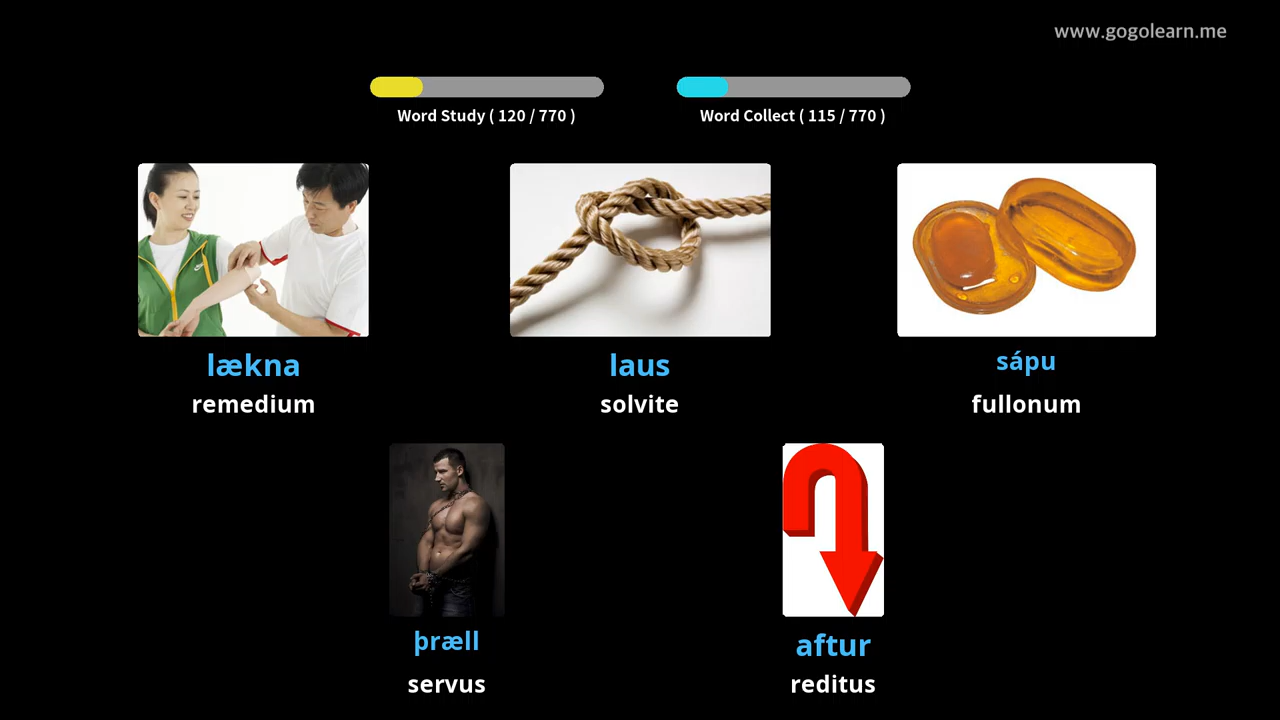 www.gogolearn.me
Word Study ( 120 / 770 )
Word Collect ( 115 / 770 )
lækna
remedium
laus
solvite
sápu
fullonum
þræll
servus
aftur
reditus